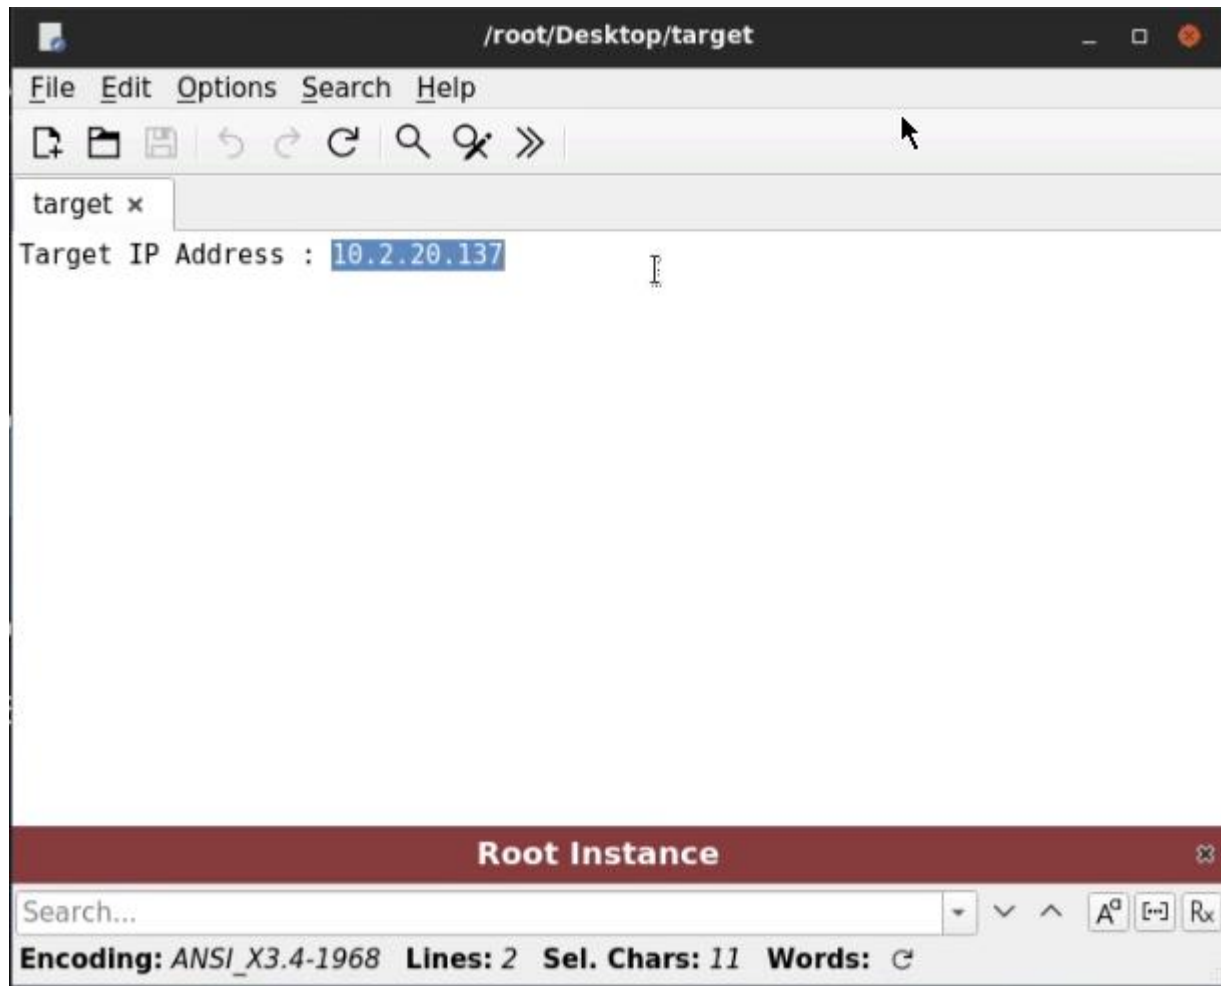 /root/Desktop/target
File Edit Options Search Help
target
Target IP Address : 10.2.20.137
Root Instance
Search...
Encoding: ANSI_X3.4-1968 Lines: 2 Sel. Chars: 11 Words: